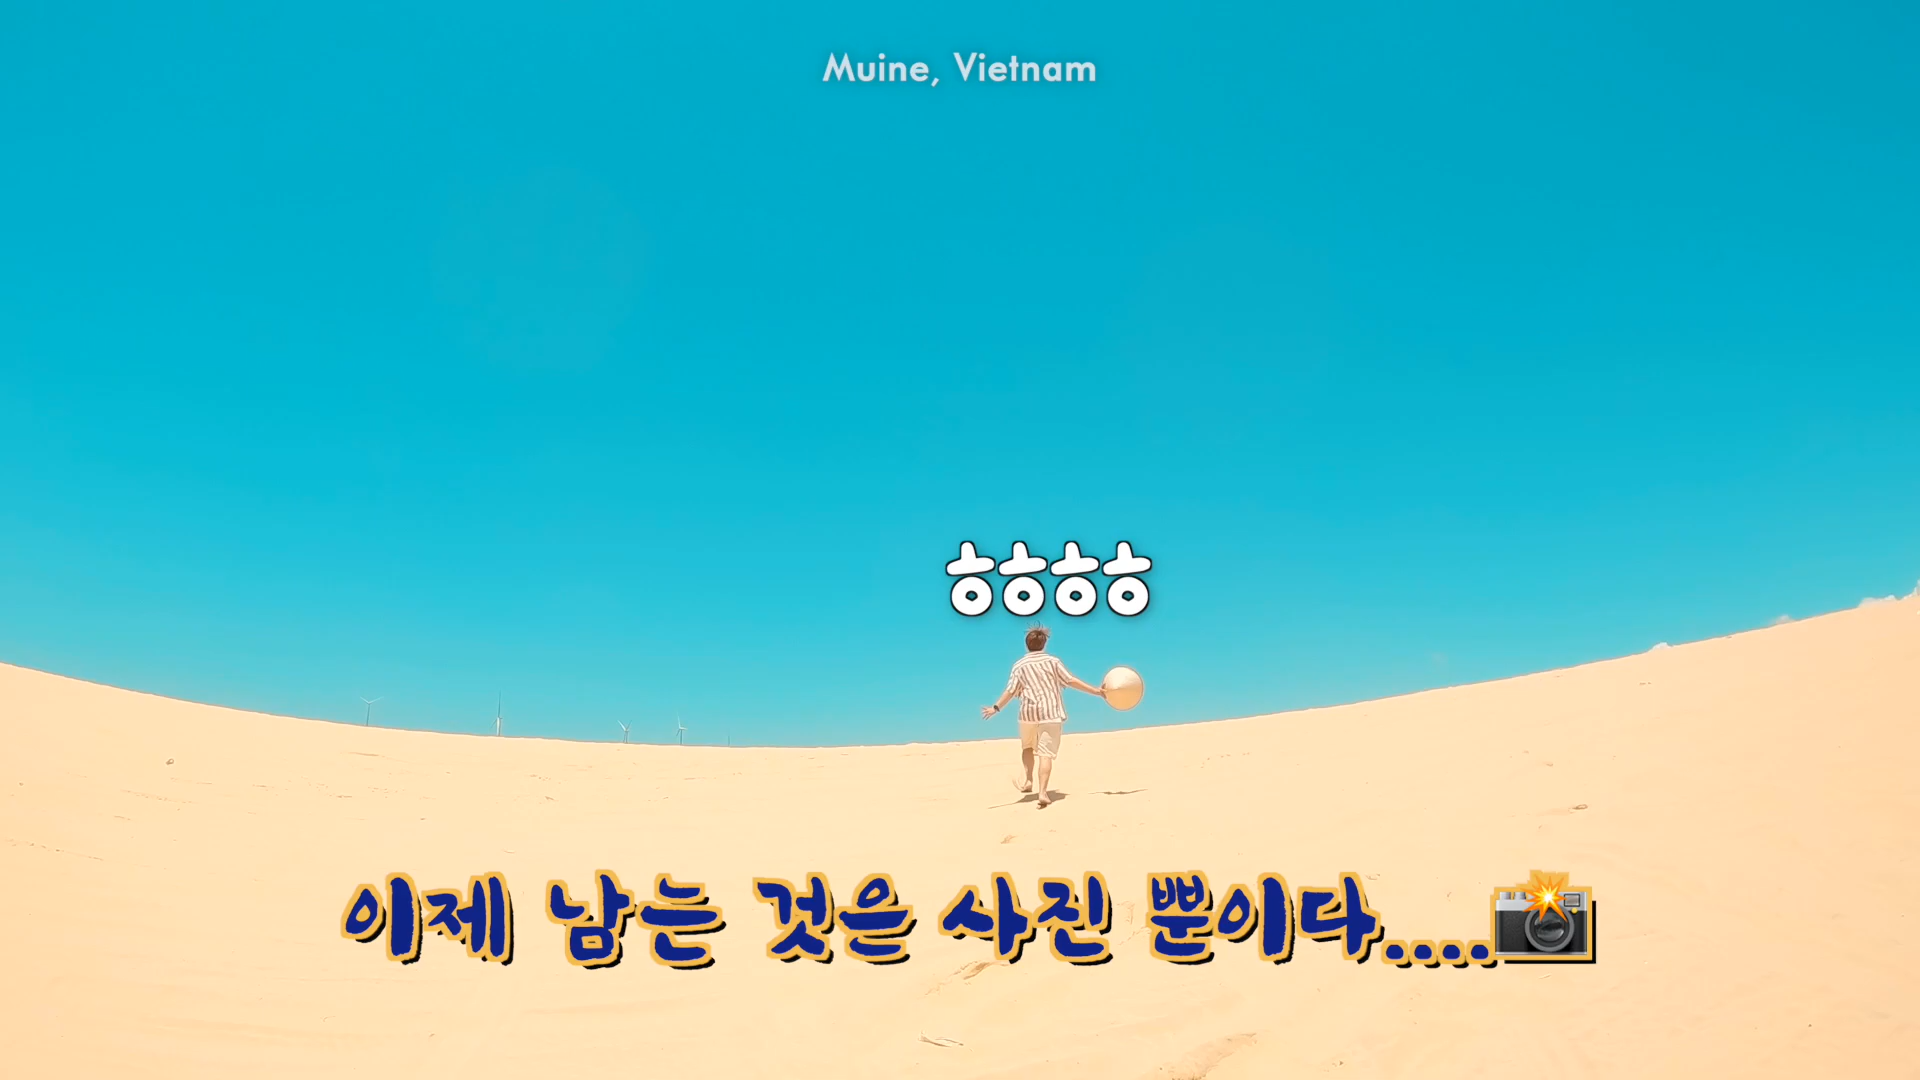 Muine, Vietnam
ㅎㅎㅎㅎ
이제 남는 것은 사진 뿐이다....📸